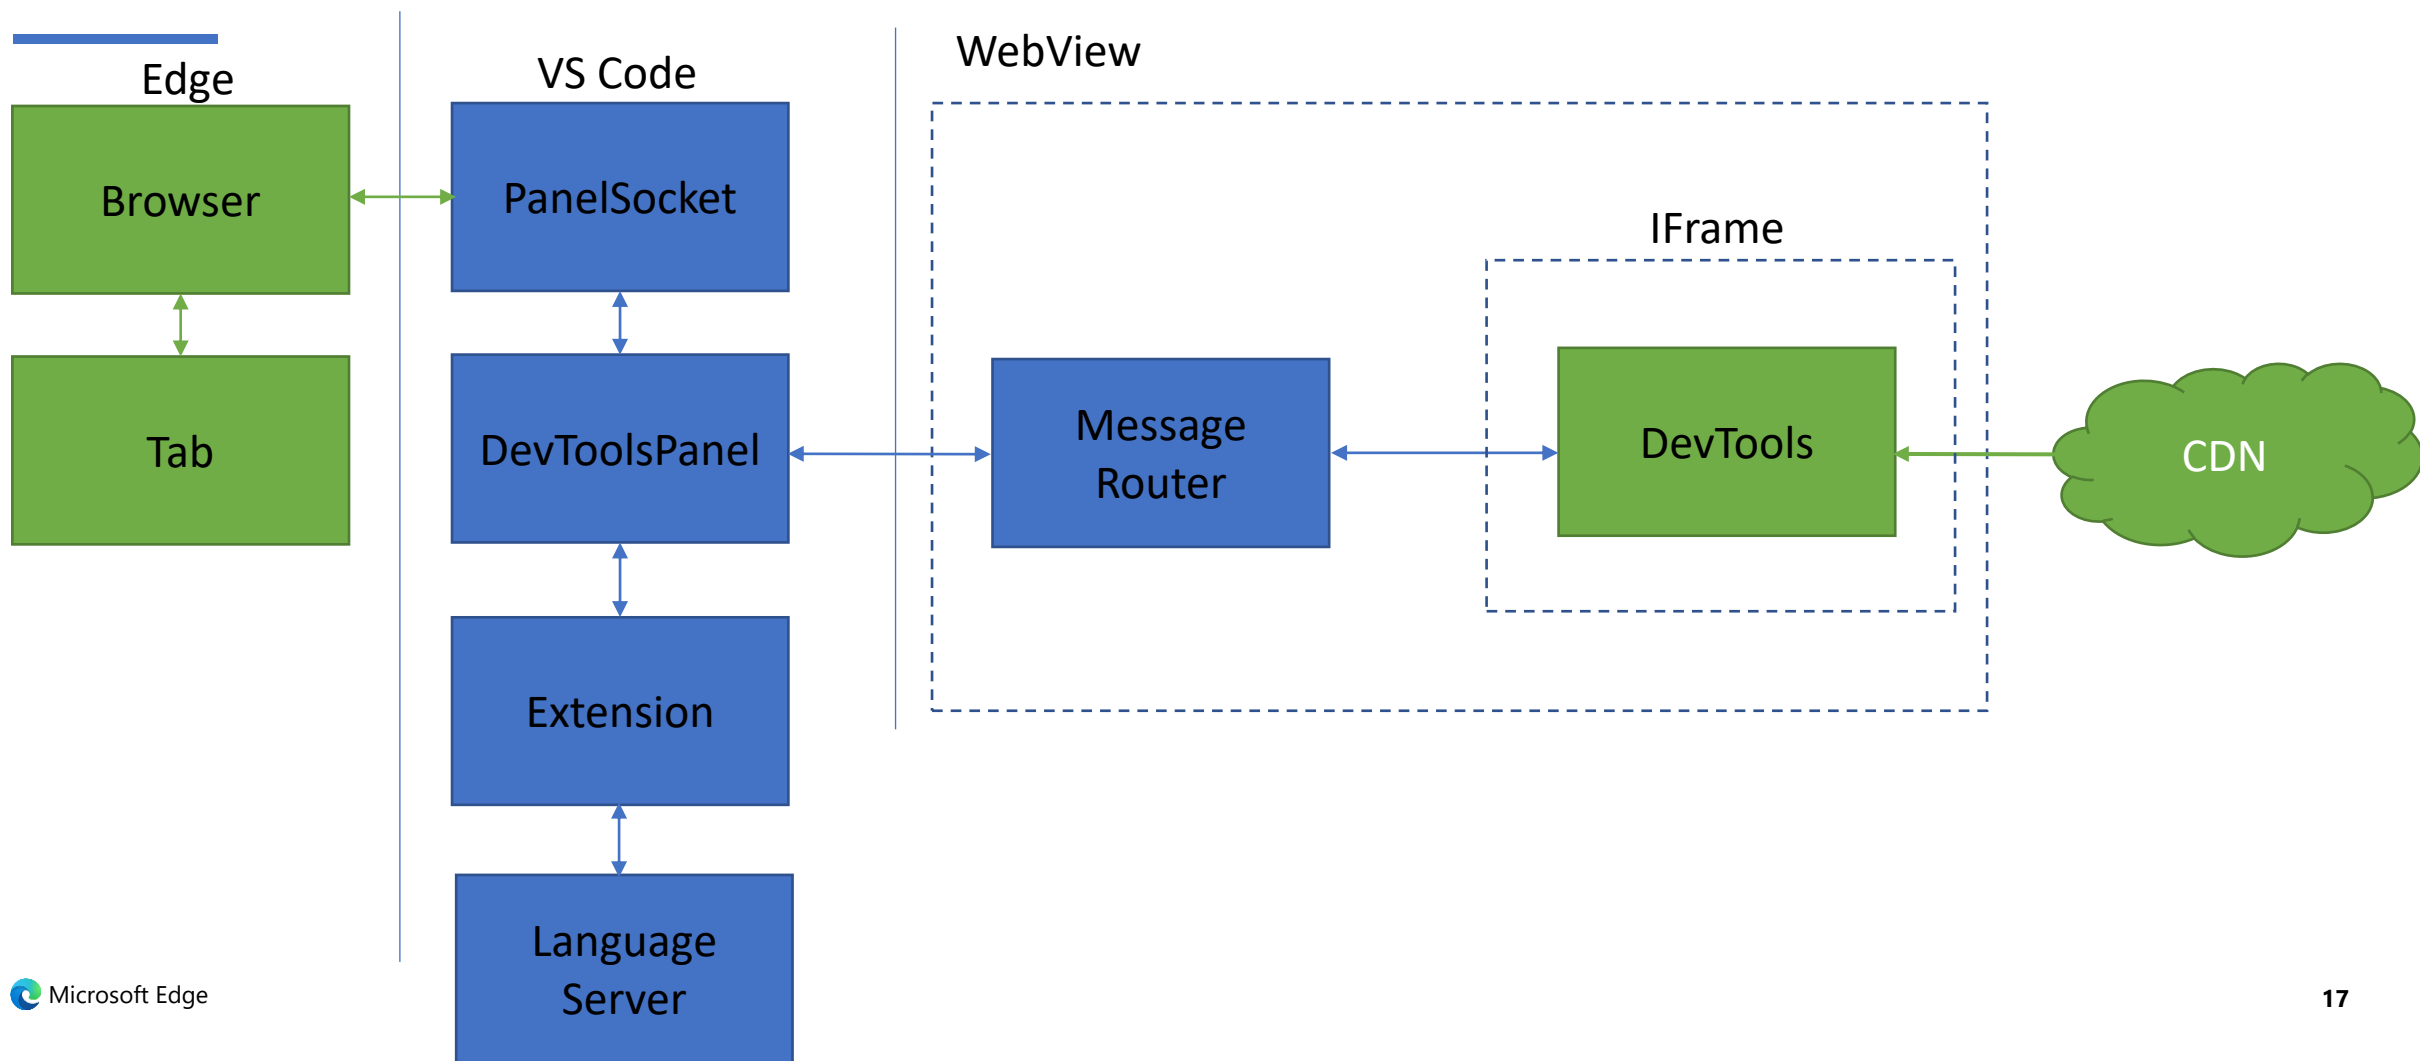 Edge
VS Code
WebView
Browser
PanelSocket
IFrame
Tab
DevToolsPanel
Message
Router
DevTools
CDN
Extension
Language
Server
Microsoft Edge
17